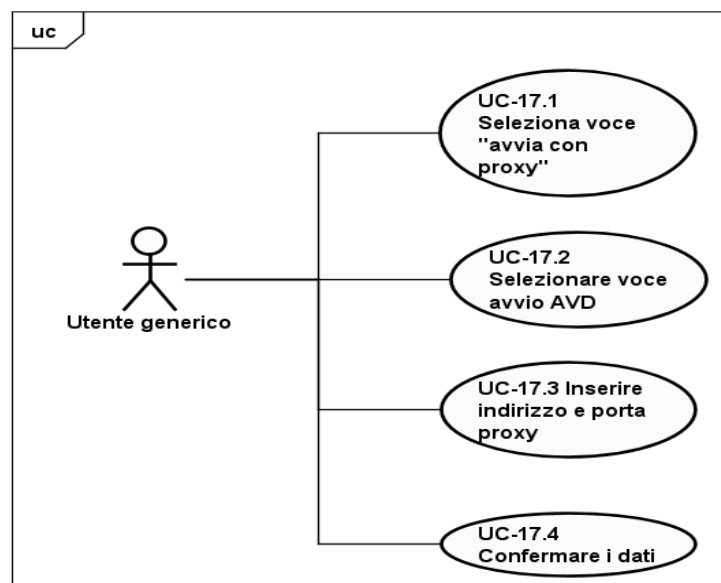 uc
UC-17.1
Seleziona voce
"avvia con
proxy"
UC-17.2
Selezionare voce
avvio AVD
Utente generico
UC-17.3 Inserire
indirizzo e porta
proxy
UC-17.4
Confermare i dati